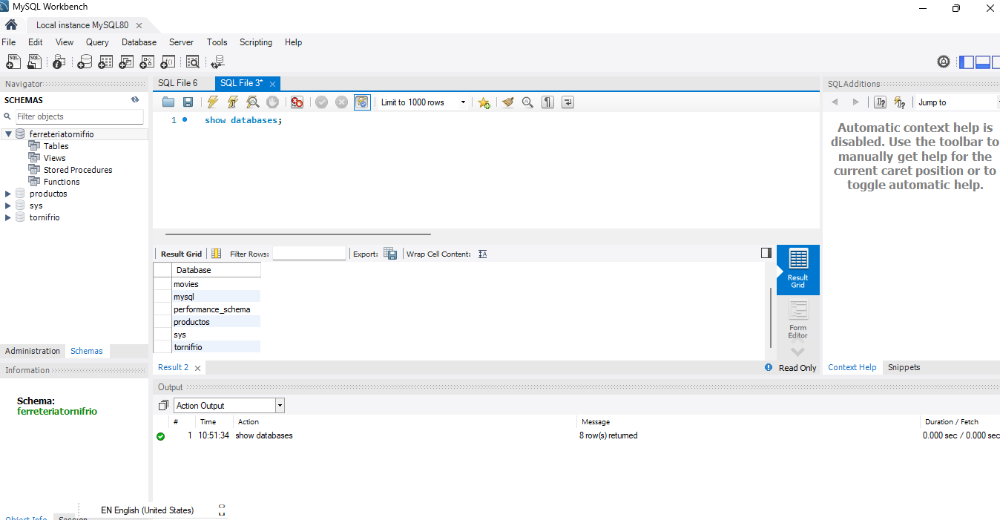 MySQL Workbench
Local instance MySQL80
File Edit View Query Database Server Tools Scripting Help
Navigator
SCHEMAS
Filter objects
ferreteriatornifrio
Tables
Views
Stored Procedures
Functions
productos
sys
tornifrio
Administration Schemas
Information
Schema:
ferreteriatornifrio
Object Info Session
SQL File 6 SQL File 3*
Limit to 1000 rows
1 show databases;
Result Grid Filter Rows: Export: Wrap Cell Content:
Database
movies
mysql
performance_schema
productos
sys
tornifrio
Result
Grid
Form
Editor
Result 2 Read Only
SQLAdditions
Jump to
Automatic context help is
disabled. Use the toolbar to
manually get help for the
current caret position or to
toggle automatic help.
Context Help Snippets
Output
Action Output
# Time Action Message Duration / Fetch
1 10:51:34 show databases 8 row(s) returned 0.000 sec / 0.000 sec
EN English (United States)